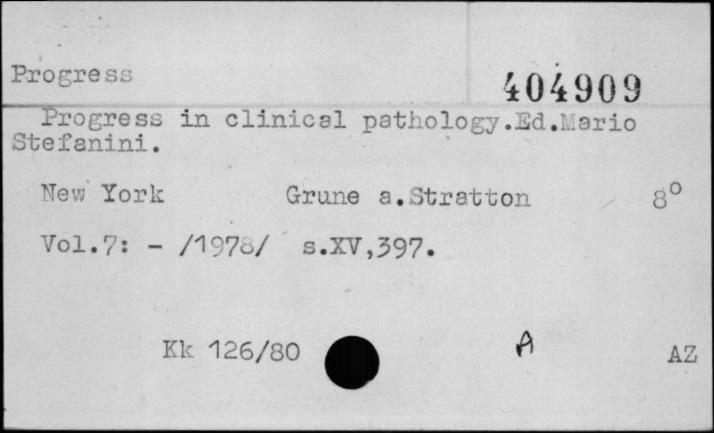 Progress 404909
Progress in clinical pathology.Ed.Mario
Stefanini.
New York Grune a.Stratton 8°
Vol.7: - /1978/ s.XV,397.
Kk 126/80 A AZ